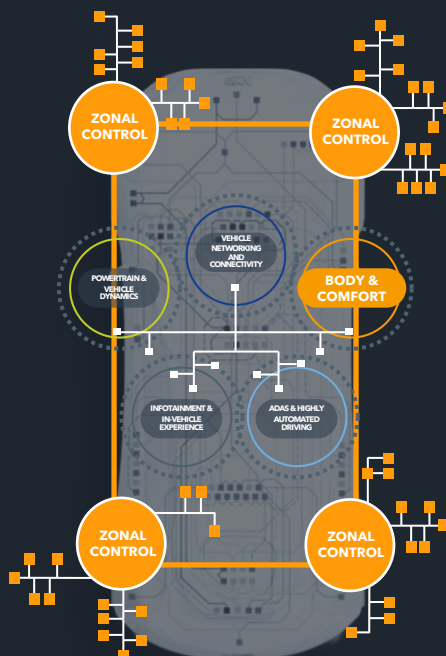 ZONAL
CONTROL
ZONAL
CONTROL
VEHICLE
NETWORKING
AND
CONNECTIVITY
POWERTRAIN &
VEHICLE
DYNAMICS
BODY &
COMFORT
INFOTAINMENT &
IN-VEHICLE
EXPERIENCE
ADAS & HIGHLY
AUTOMATED
DRIVING
ZONAL
CONTROL
ZONAL
CONTROL